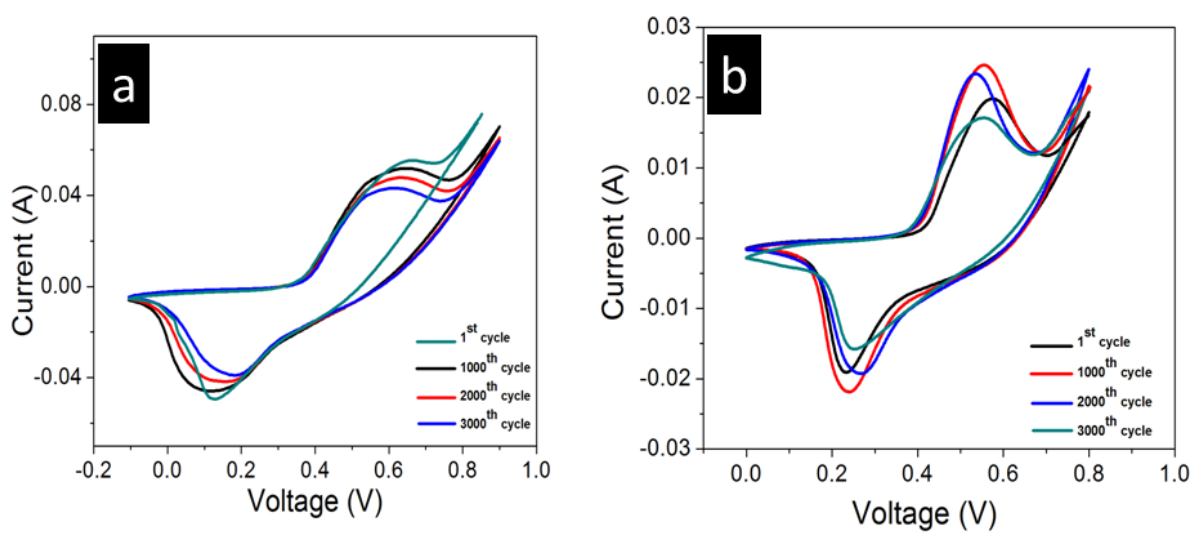 a
0.08
0.04
0.00
-0.04
Current (A)
1st cycle
1000th cycle
2000th cycle
3000th cycle
-0.2 0.0 0.2 0.4 0.6 0.8 1.0
Voltage (V)
b
0.03
0.02
0.01
0.00
-0.01
-0.02
-0.03
Current (A)
1st cycle
1000th cycle
2000th cycle
3000th cycle
0.0 0.2 0.4 0.6 0.8 1.0
Voltage (V)